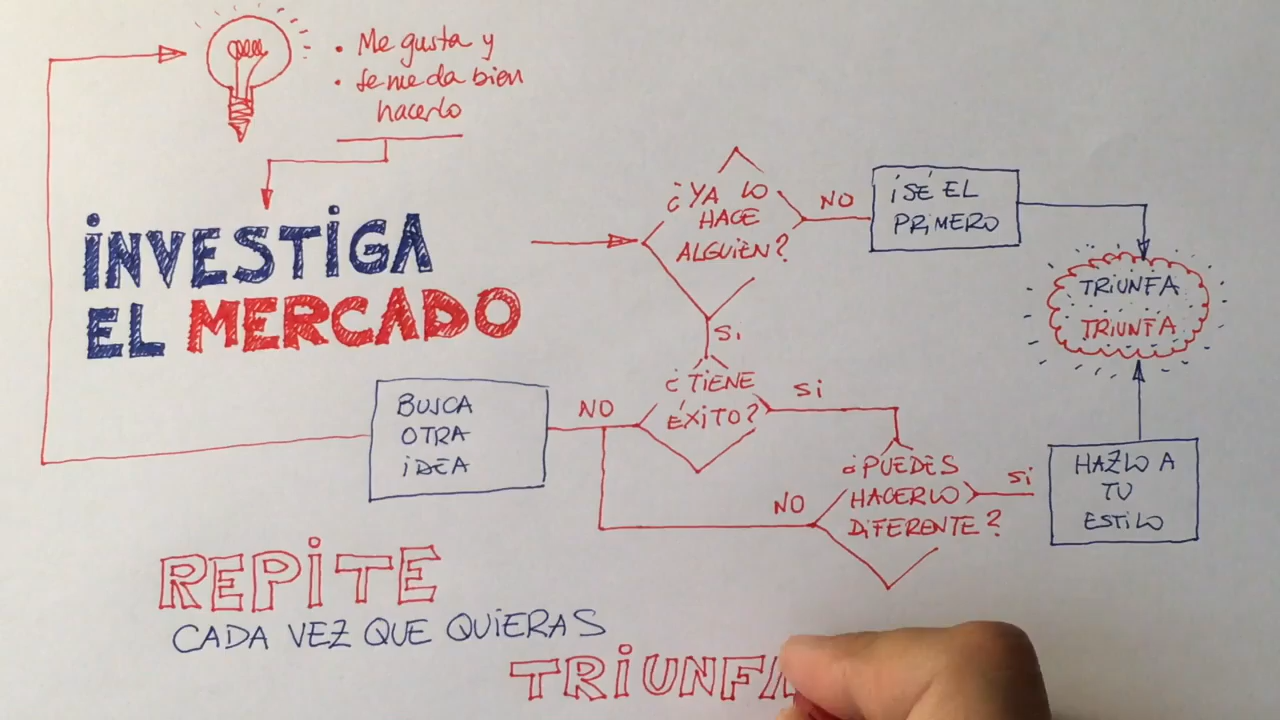 • Me gusta y
• se me da bien
hacerlo
INVESTIGA
EL MERCADO
¿YA LO
HACE
ALGUIEN?
NO
¡SÉ EL
PRIMERO
TRIUNFA
TRIUNFA
Si
¿TIENE
ÉXITO?
NO
Si
BUSCA
OTRA
IDEA
¿PUEDES
HACERLO
DIFERENTE?
NO
Si
HAZLO A
TU
ESTILO
REPITE
CADA VEZ QUE QUIERAS
TRIUNFA